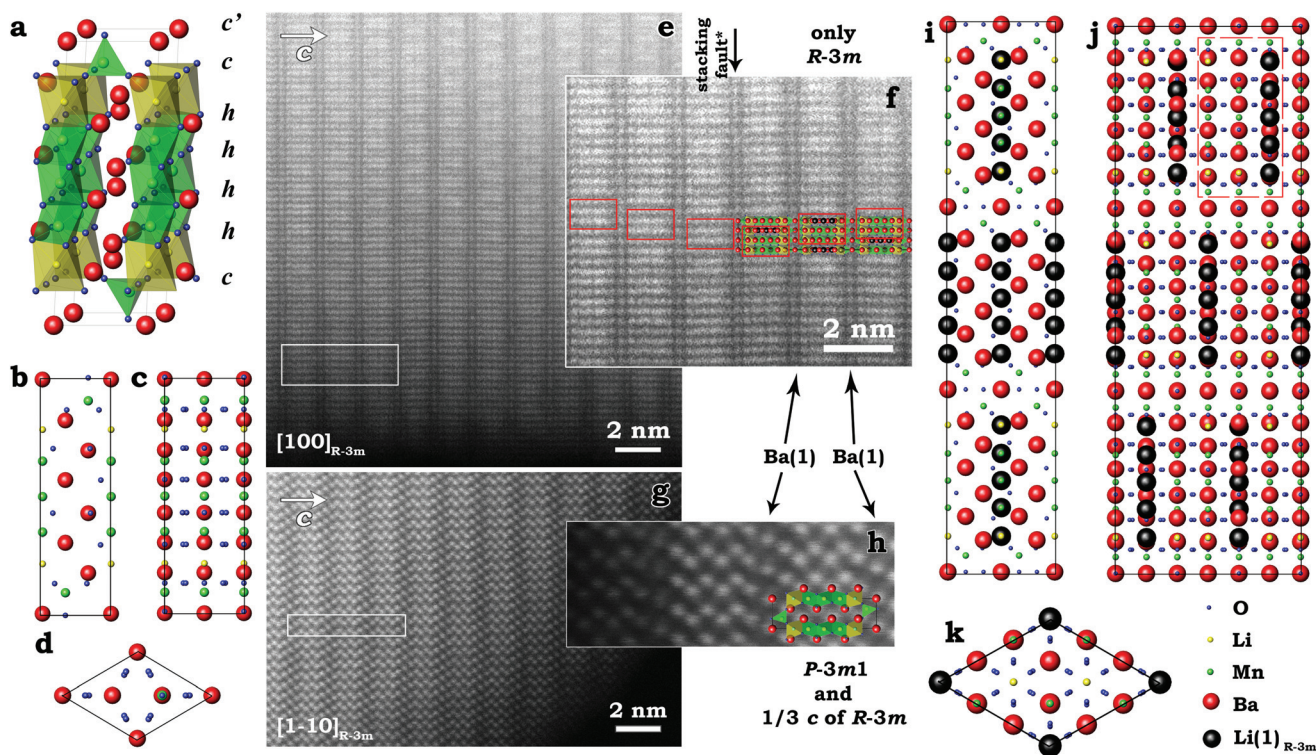 a
c’
c
h
h
h
h
c
b
c
d
c
e
[100]R-3m
2 nm
stacking
fault*
only
R-3m
f
2 nm
Ba(1)
Ba(1)
c
g
[1-10]R-3m
2 nm
h
P-3m1
and
1/3 c of R-3m
i
j
k
O
Li
Mn
Ba
Li(1)R-3m